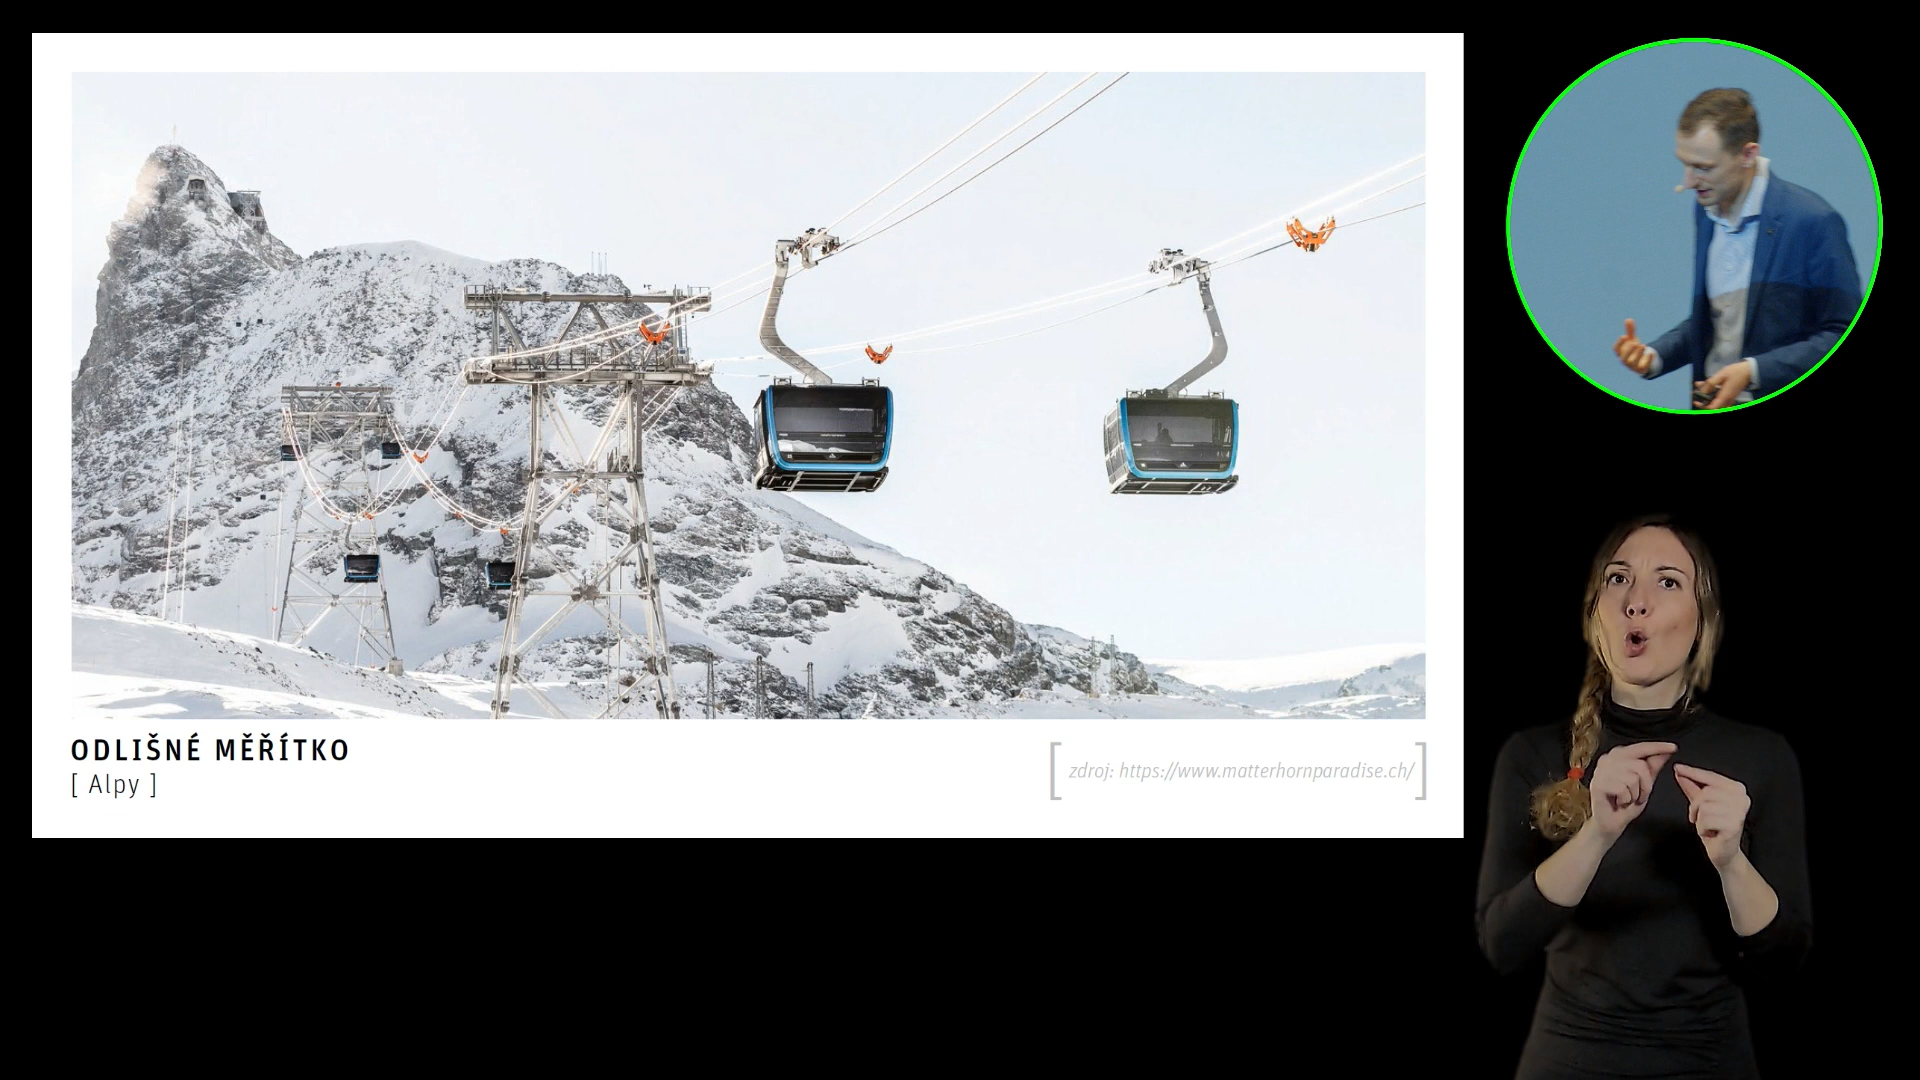 ODLIŠNÉ MĚŘÍTKO
[ Alpy ]
[ zdroj: https://www.matterhornparadise.ch/ ]